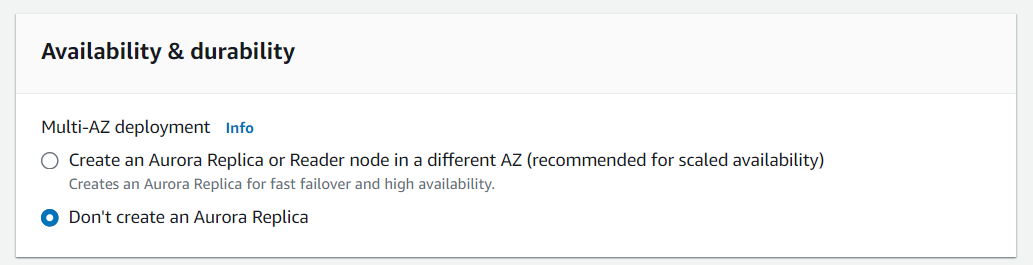 Availability & durability
Multi-AZ deployment Info
Create an Aurora Replica or Reader node in a different AZ (recommended for scaled availability)
Creates an Aurora Replica for fast failover and high availability.
Don't create an Aurora Replica